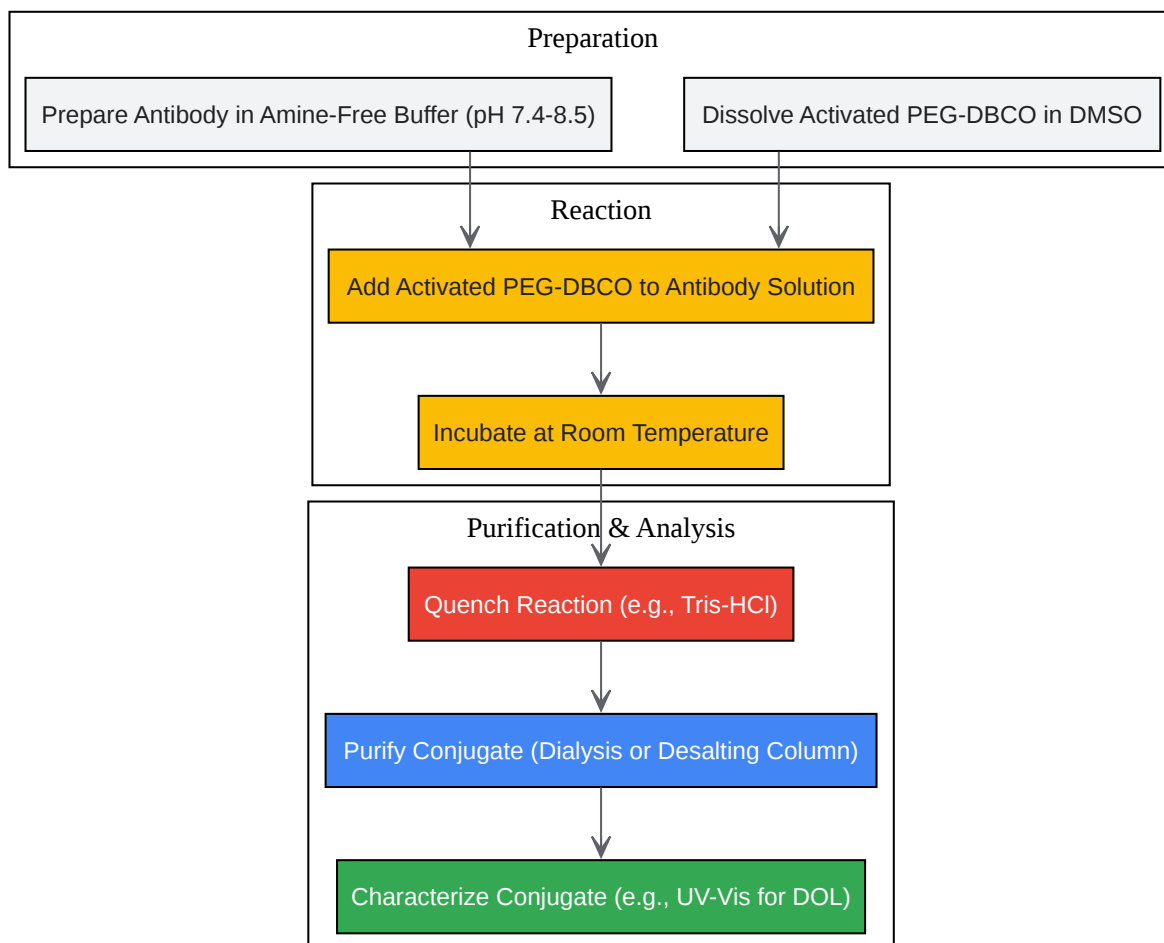 Preparation
Prepare Antibody in Amine-Free Buffer (pH 7.4-8.5)
Dissolve Activated PEG-DBCO in DMSO
Reaction
Add Activated PEG-DBCO to Antibody Solution
Incubate at Room Temperature
Purification & Analysis
Quench Reaction (e.g., Tris-HCl)
Purify Conjugate (Dialysis or Desalting Column)
Characterize Conjugate (e.g., UV-Vis for DOL)